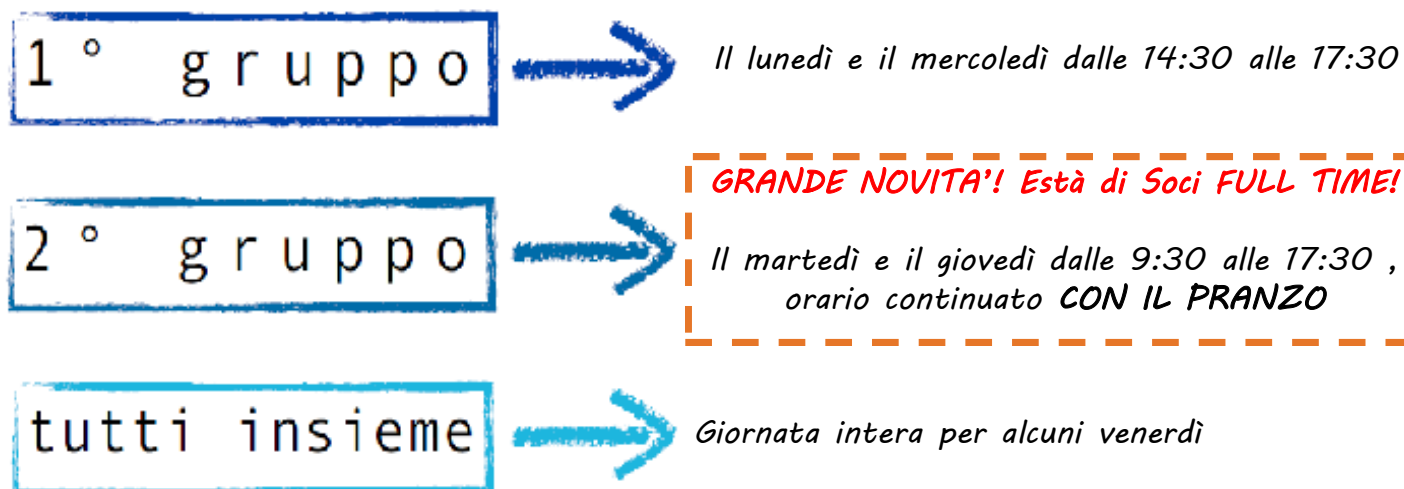 1° gruppo
Il lunedì e il mercoledì dalle 14:30 alle 17:30
GRANDE NOVITA'! Està di Soci FULL TIME!
2° gruppo
Il martedì e il giovedì dalle 9:30 alle 17:30 ,
orario continuato CON IL PRANZO
tutti insieme
Giornata intera per alcuni venerdì